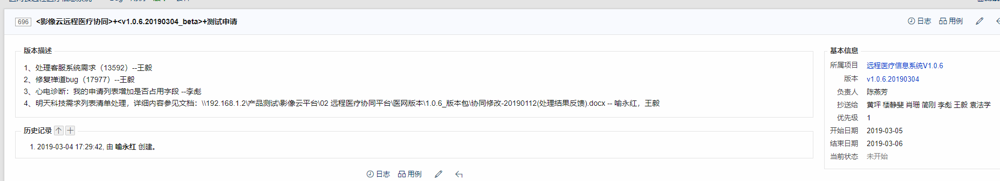 696 <影像云远程医疗协同>+<v1.0.6.20190304_beta>+测试申请
日志 用例
版本描述
1、处理客服系统需求（13592）--王毅
2、修复禅道bug（17977）--王毅
3、心电诊断：我的申请列表增加是否占用字段 --李彪
4、明天科技需求列表清单处理，详细内容参见文档：\\192.168.1.2\产品测试\影像云平台\02 远程医疗协同平台\医网版本\1.0.6_版本包\协同修改-20190112(处理结果反馈).docx -- 喻永红，王毅
历史记录
1. 2019-03-04 17:29:42, 由 喻永红 创建。
日志 用例
基本信息
所属项目 远程医疗信息系统V1.0.6
版本 v1.0.6.20190304
负责人 陈燕芳
抄送给 黄坪 楼静斐 肖珊 简刚 李彪 王毅 袁法学
优先级 1
开始日期 2019-03-05
结束日期 2019-03-06
当前状态 未开始